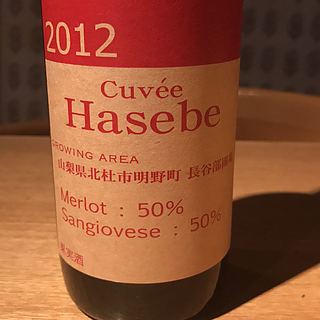 2012
Cuvée
Hasebe
GROWING AREA
山梨県北杜市明野町 長谷部圃場
Merlot : 50%
Sangiovese : 50%
果実酒